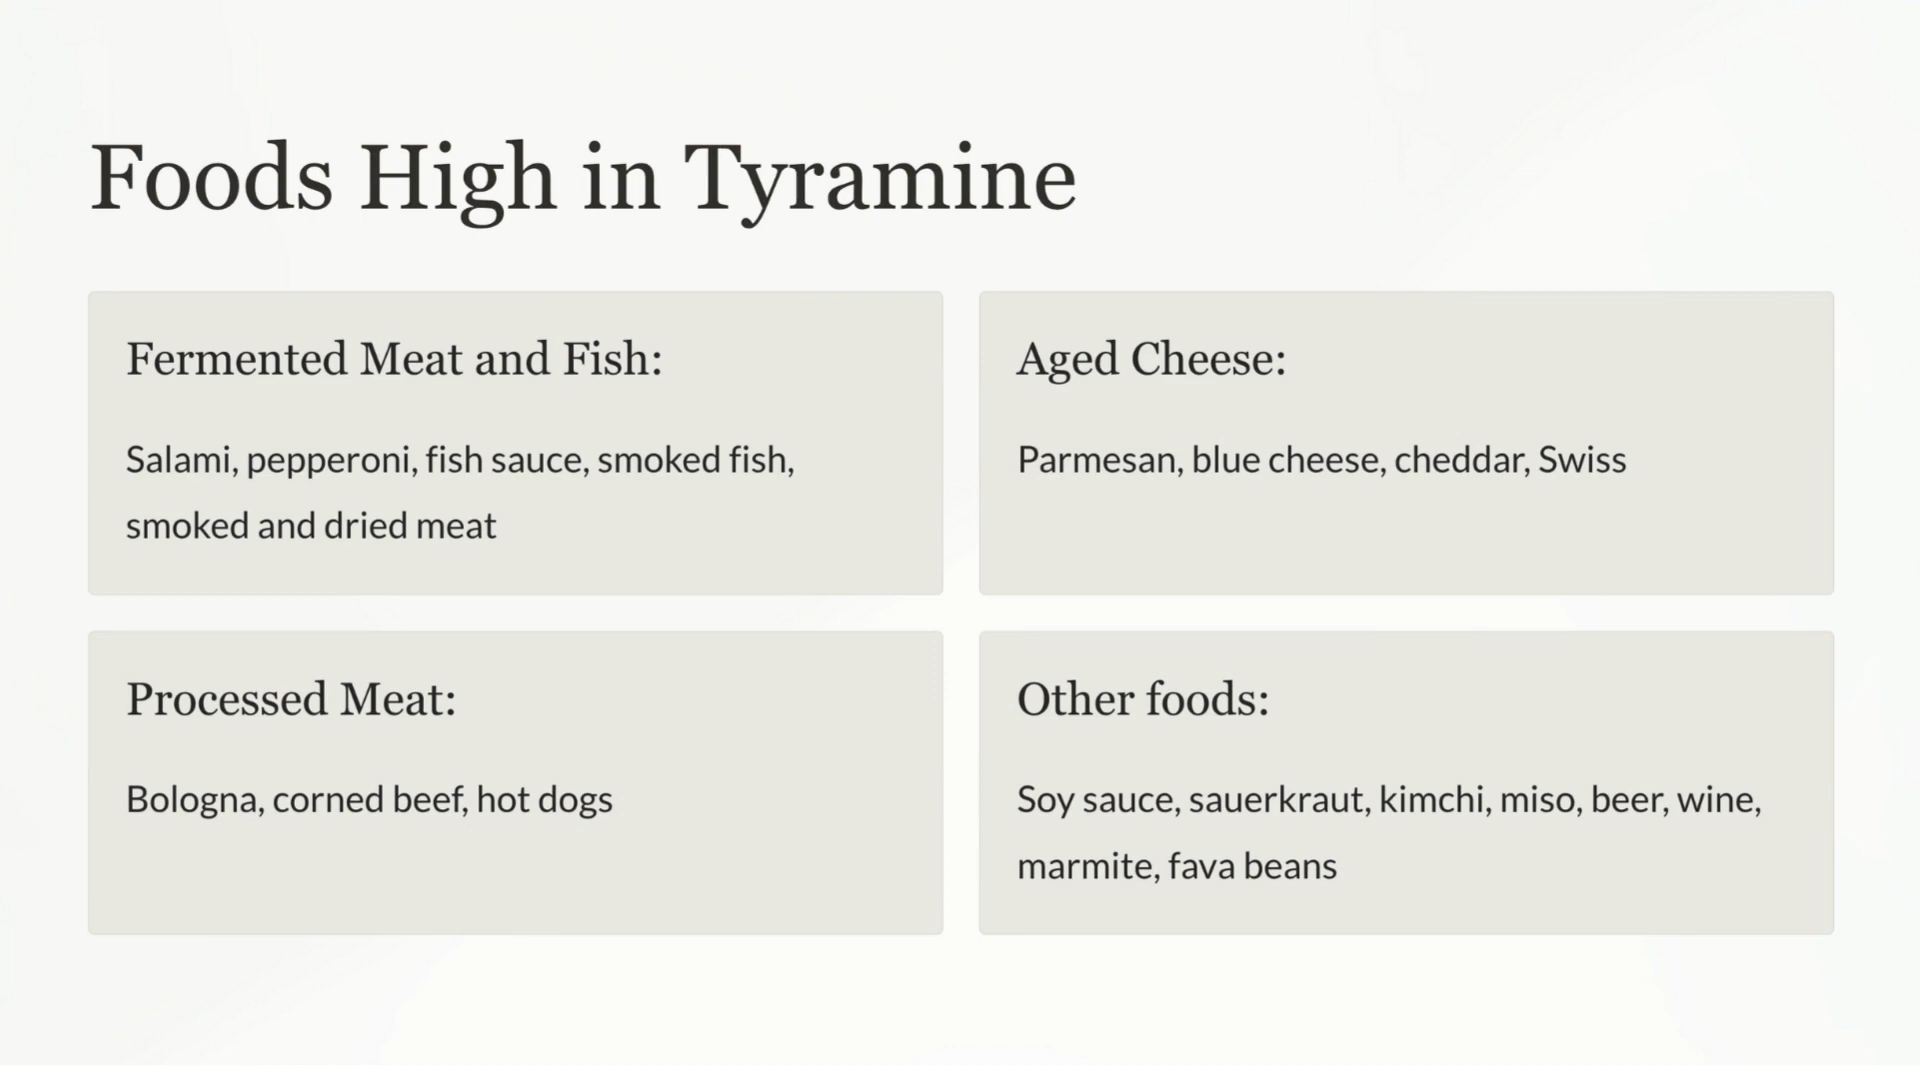 Foods High in Tyramine
Fermented Meat and Fish:
Salami, pepperoni, fish sauce, smoked fish,
smoked and dried meat
Aged Cheese:
Parmesan, blue cheese, cheddar, Swiss
Processed Meat:
Bologna, corned beef, hot dogs
Other foods:
Soy sauce, sauerkraut, kimchi, miso, beer, wine,
marmite, fava beans